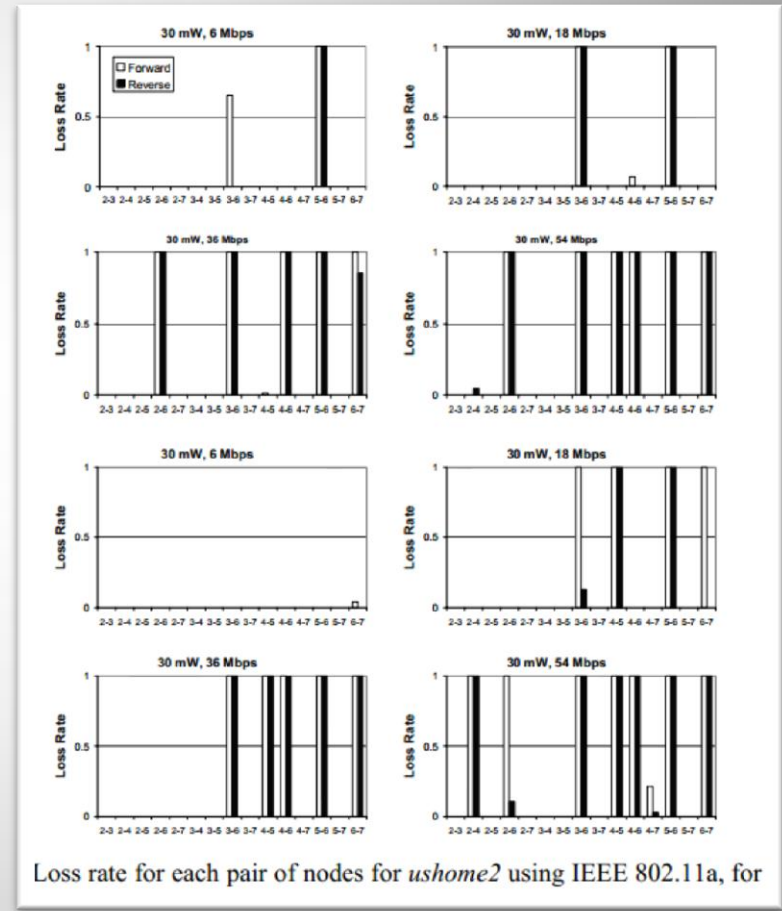 30 mW, 6 Mbps
1
Forward
Reverse
Loss Rate
0.5
0
2-3 2-4 2-5 2-6 2-7 3-4 3-5 3-6 3-7 4-5 4-6 4-7 5-6 5-7 6-7
30 mW, 18 Mbps
1
Loss Rate
0.5
0
2-3 2-4 2-5 2-6 2-7 3-4 3-5 3-6 3-7 4-5 4-6 4-7 5-6 5-7 6-7
30 mW, 36 Mbps
1
Loss Rate
0.5
0
2-3 2-4 2-5 2-6 2-7 3-4 3-5 3-6 3-7 4-5 4-6 4-7 5-6 5-7 6-7
30 mW, 54 Mbps
1
Loss Rate
0.5
0
2-3 2-4 2-5 2-6 2-7 3-4 3-5 3-6 3-7 4-5 4-6 4-7 5-6 5-7 6-7
30 mW, 6 Mbps
1
Loss Rate
0.5
0
2-3 2-4 2-5 2-6 2-7 3-4 3-5 3-6 3-7 4-5 4-6 4-7 5-6 5-7 6-7
30 mW, 18 Mbps
1
Loss Rate
0.5
0
2-3 2-4 2-5 2-6 2-7 3-4 3-5 3-6 3-7 4-5 4-6 4-7 5-6 5-7 6-7
30 mW, 36 Mbps
1
Loss Rate
0.5
0
2-3 2-4 2-5 2-6 2-7 3-4 3-5 3-6 3-7 4-5 4-6 4-7 5-6 5-7 6-7
30 mW, 54 Mbps
1
Loss Rate
0.5
0
2-3 2-4 2-5 2-6 2-7 3-4 3-5 3-6 3-7 4-5 4-6 4-7 5-6 5-7 6-7
Loss rate for each pair of nodes for ushome2 using IEEE 802.11a, for